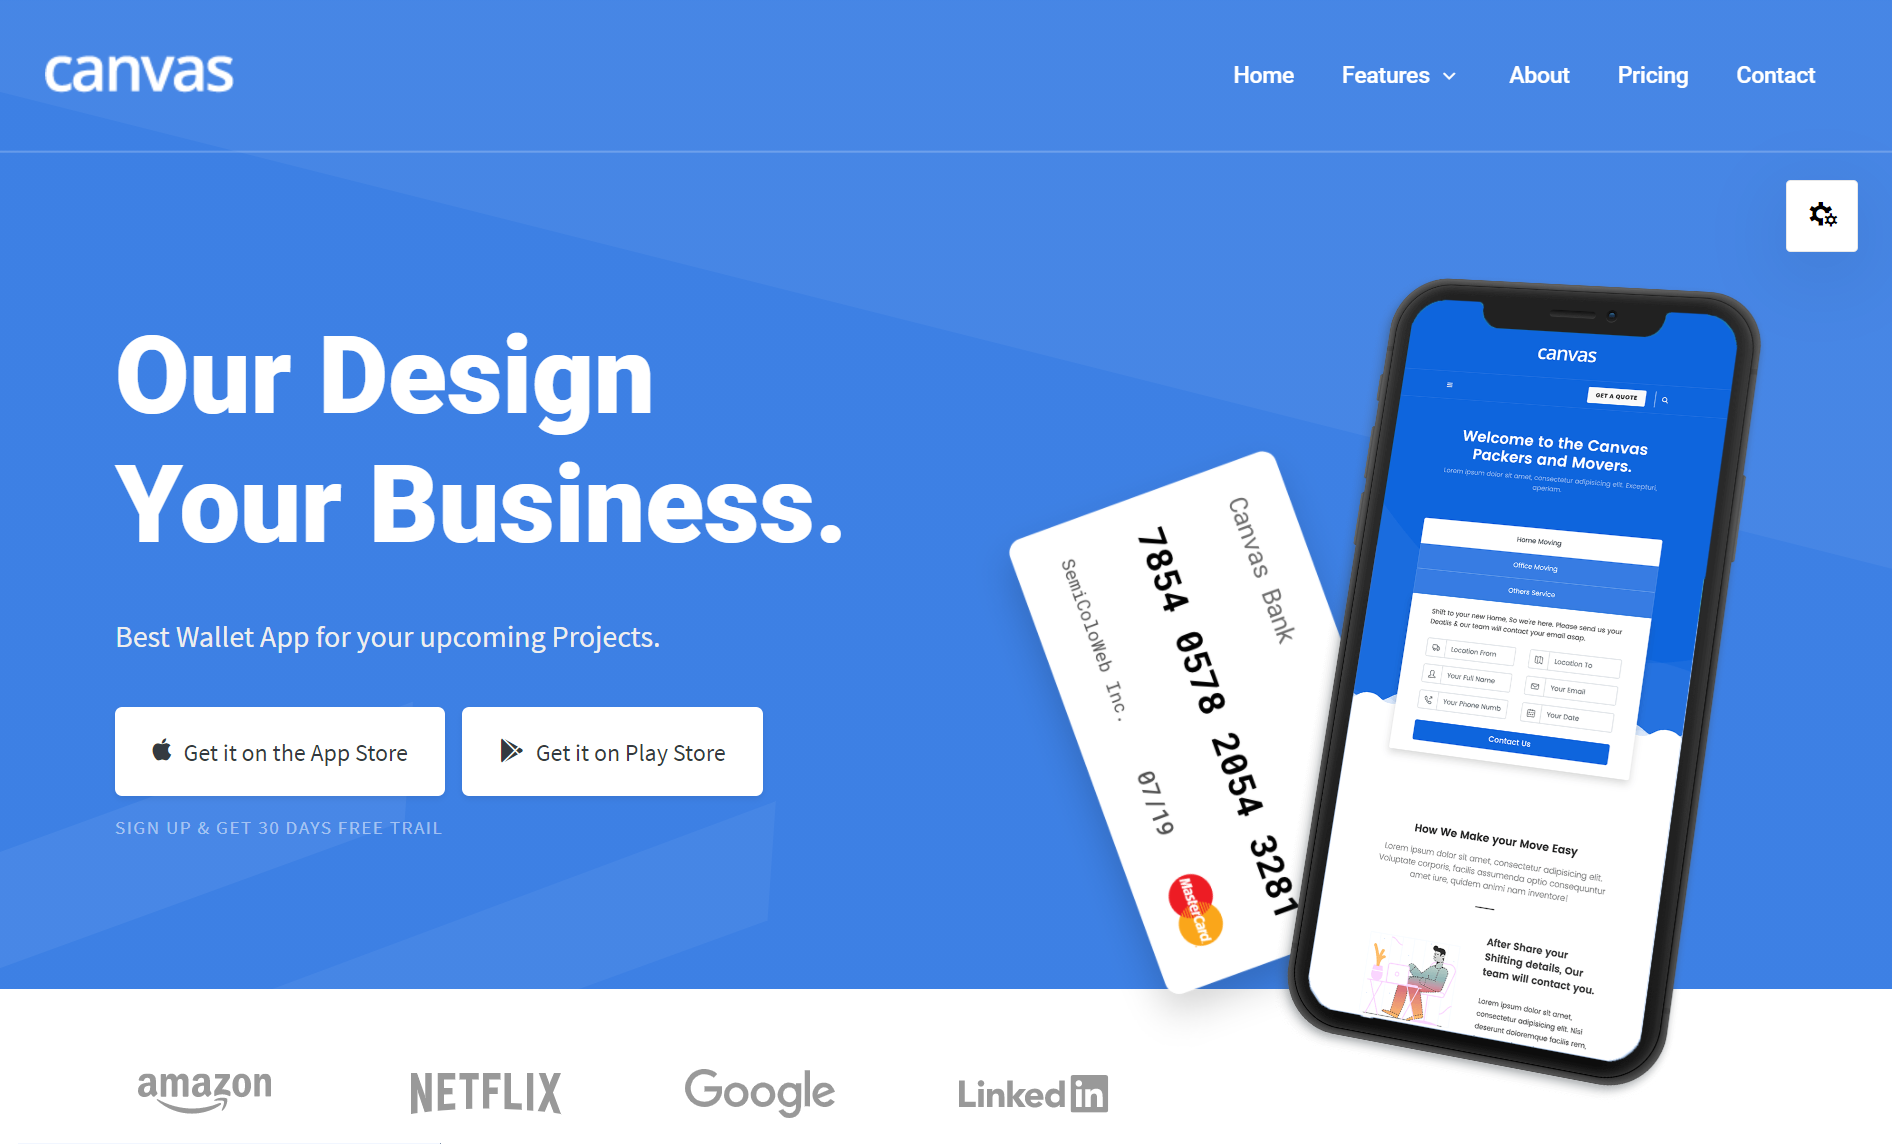 canvas
Home
Features
About
Pricing
Contact
Our Design
Your Business.
Best Wallet App for your upcoming Projects.
Get it on the App Store
Get it on Play Store
SIGN UP & GET 30 DAYS FREE TRAIL
Canvas Bank
7854 0578 2054 3281
SemiColoWeb Inc.
07/19
MasterCard
canvas
GET A QUOTE
Welcome to the Canvas
Packers and Movers.
Lorem ipsum dolor sit amet, consectetur adipisicing elit. Excepturi,
aperiam.
Home Moving
Office Moving
Others Service
Shift to your new Home. So we're here. Please send us your
Deatils & our team will contact your email asap.
Location From
Location To
Your Full Name
Your Email
Your Phone Numb
Your Date
Contact Us
How We Make your Move Easy
Lorem ipsum dolor sit amet, consectetur adipisicing elit.
Voluptate corporis, facilis assumenda optio consequuntur
amet iure, quidem animi nam inventore!
After Share your
Shifting details, Our
team will contact you.
Lorem ipsum dolor sit amet,
consectetur adipisicing elit. Nisi
deserunt doloremque facilis rem,
amazon
NETFLIX
Google
Linked in